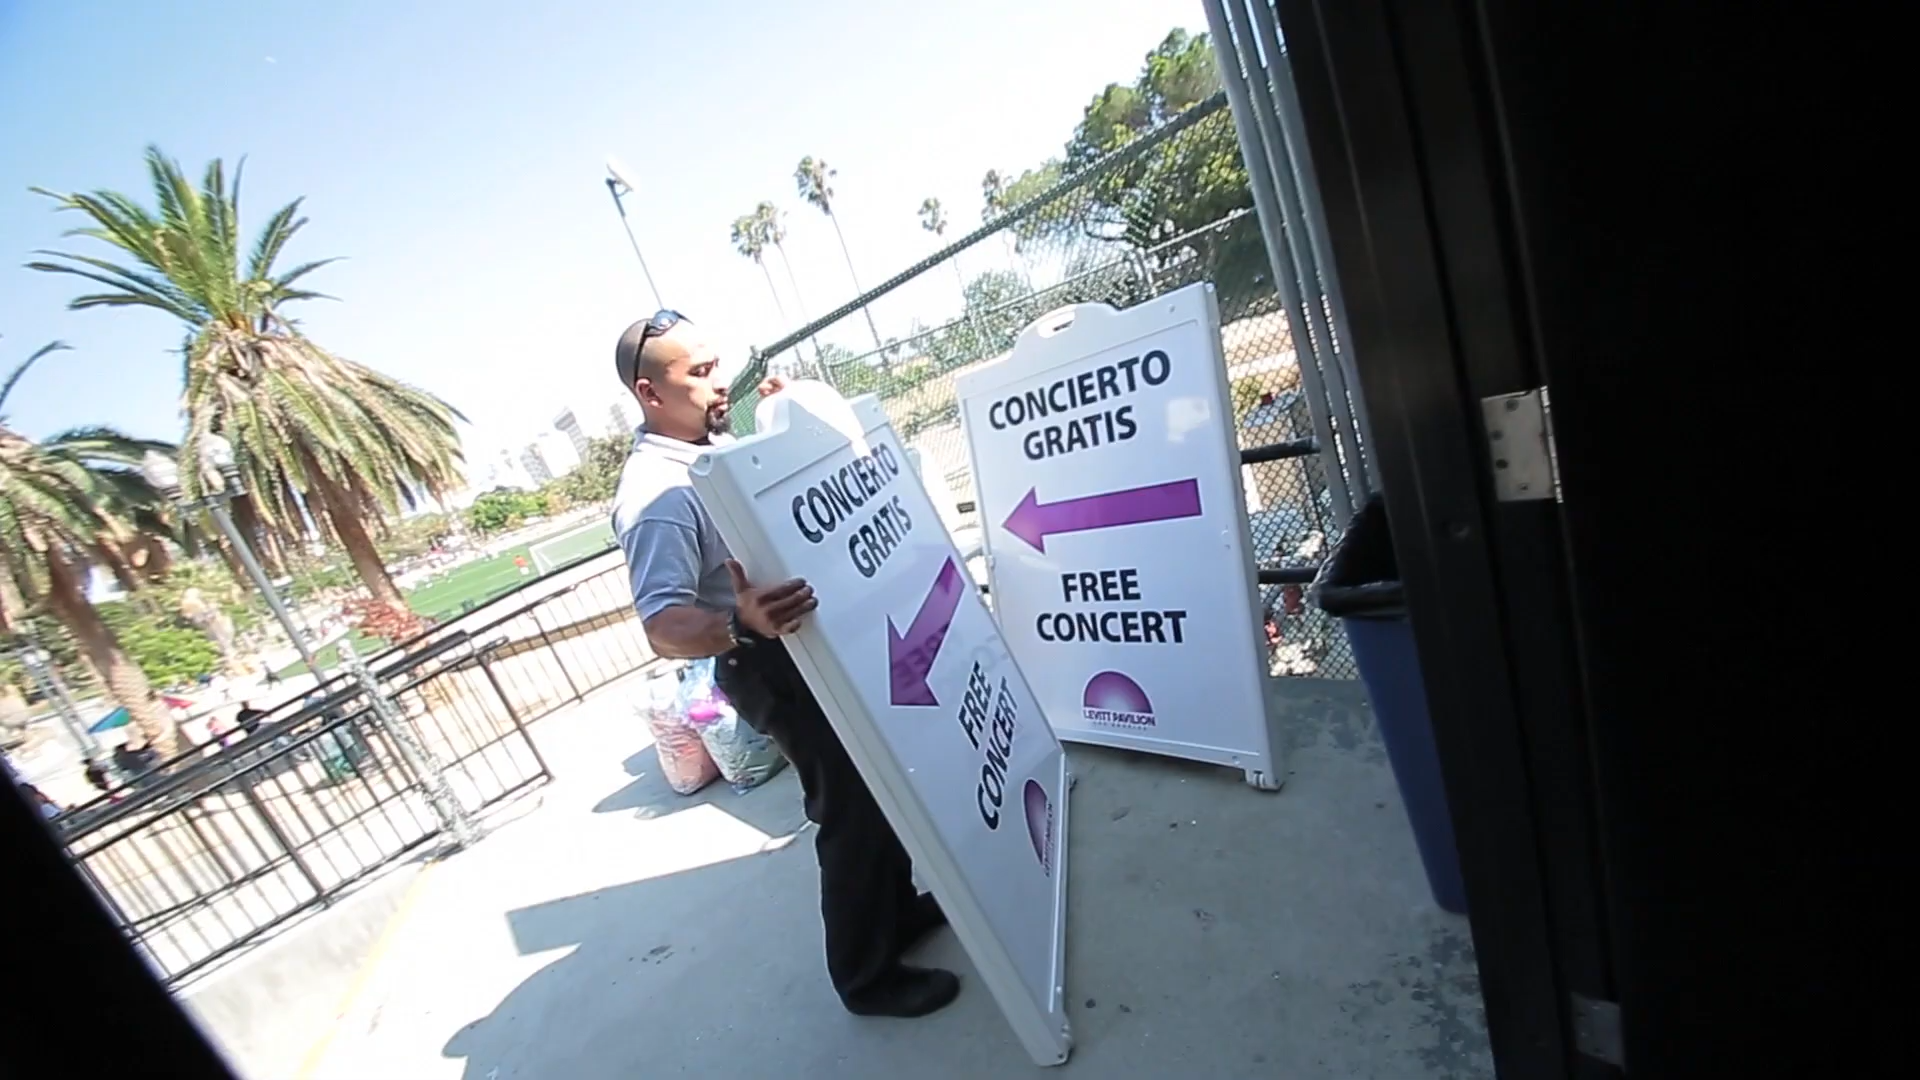 CONCIERTO
GRATIS
FREE
CONCERT
CONCIERTO
GRATIS
FREE
CONCERT
LEVITT PAVILION